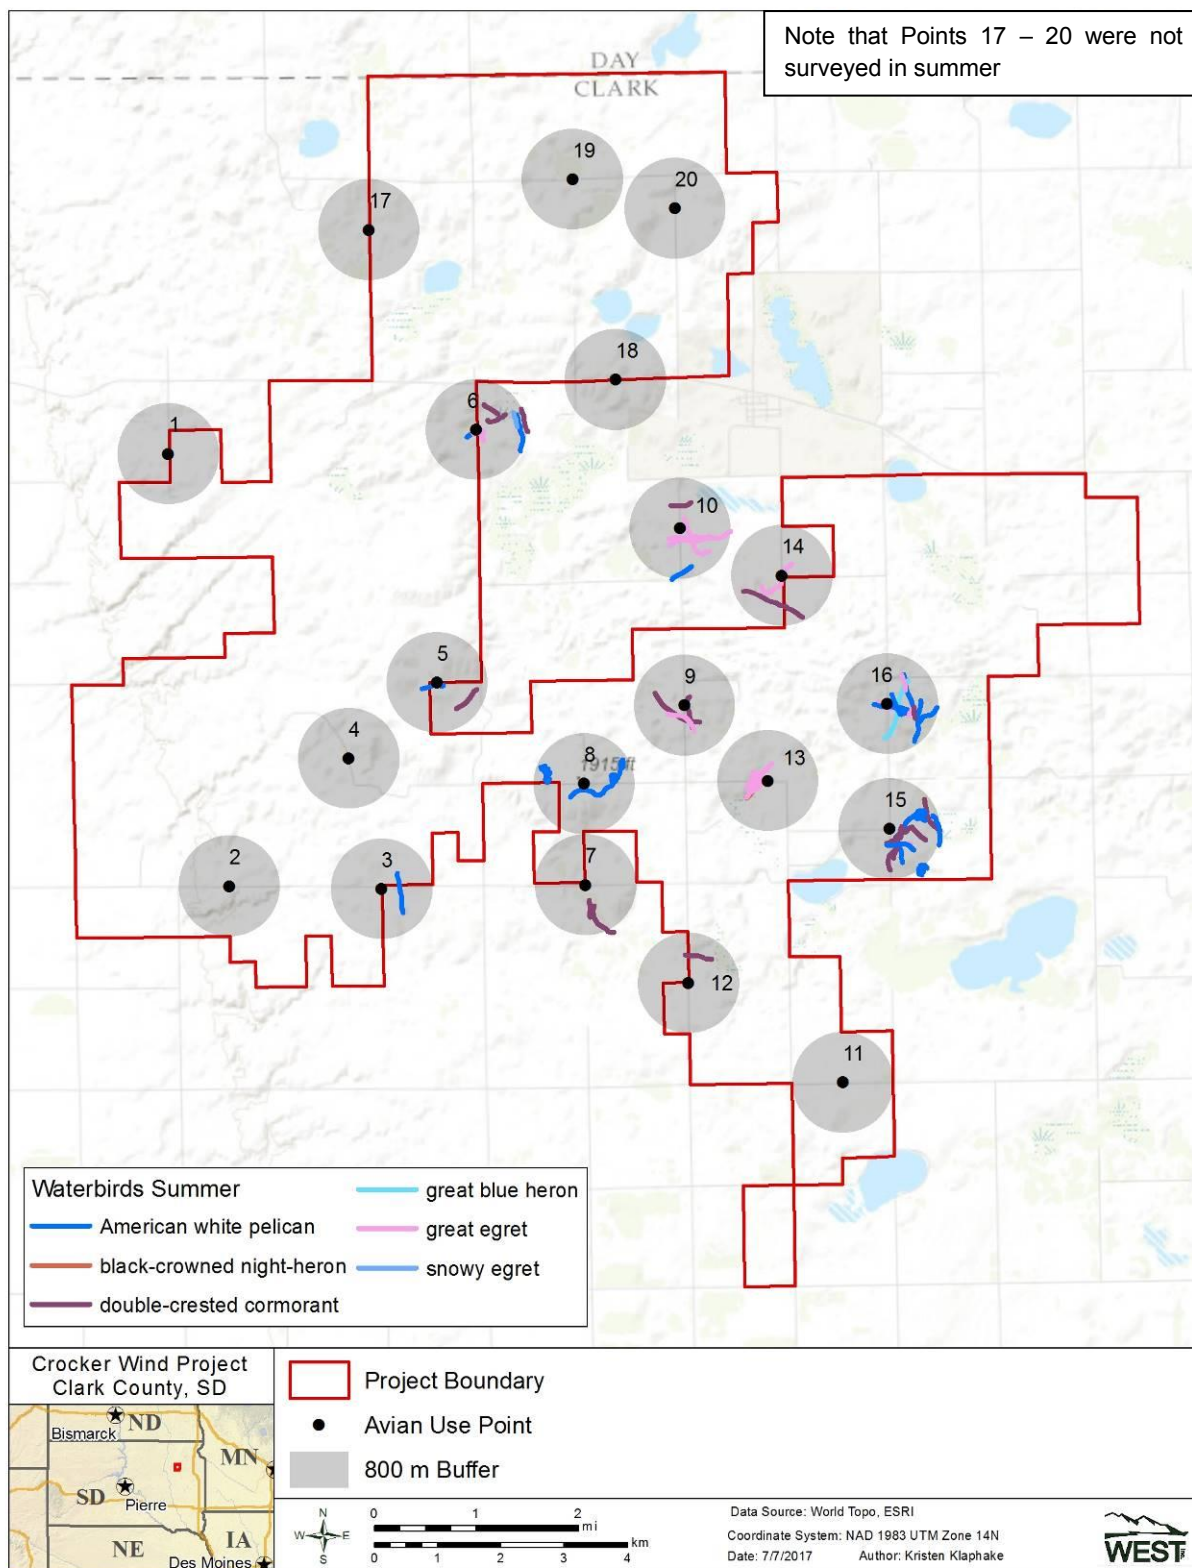 Note that Points 17 – 20 were not
surveyed in summer
DAY
CLARK
19
20
17
18
6
1
10
14
5
9
16
4
8
1915 ft
13
15
2
3
7
12
11
Waterbirds Summer
American white pelican
black-crowned night-heron
double-crested cormorant
great blue heron
great egret
snowy egret
Crocker Wind Project
Clark County, SD
ND
Bismarck
MN
SD
Pierre
NE
IA
Des Moines
Project Boundary
Avian Use Point
800 m Buffer
N
W E
S
0 1 2
mi
km
0 1 2 3 4
Data Source: World Topo, ESRI
Coordinate System: NAD 1983 UTM Zone 14N
Date: 7/7/2017 Author: Kristen Klaphake
WEST